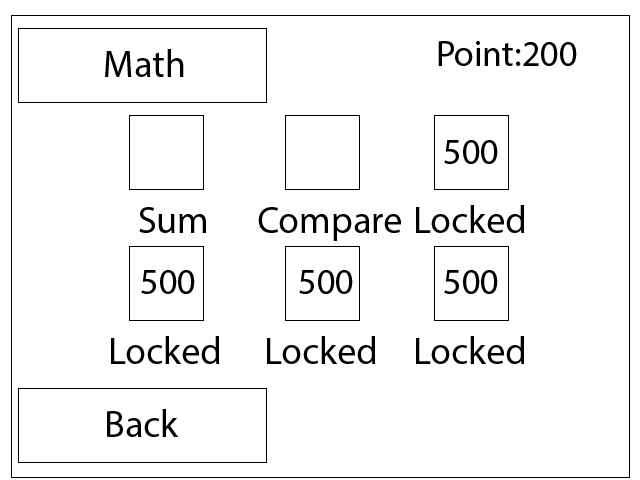 Math
Point:200
500
Sum Compare Locked
500 500 500
Locked Locked Locked
Back